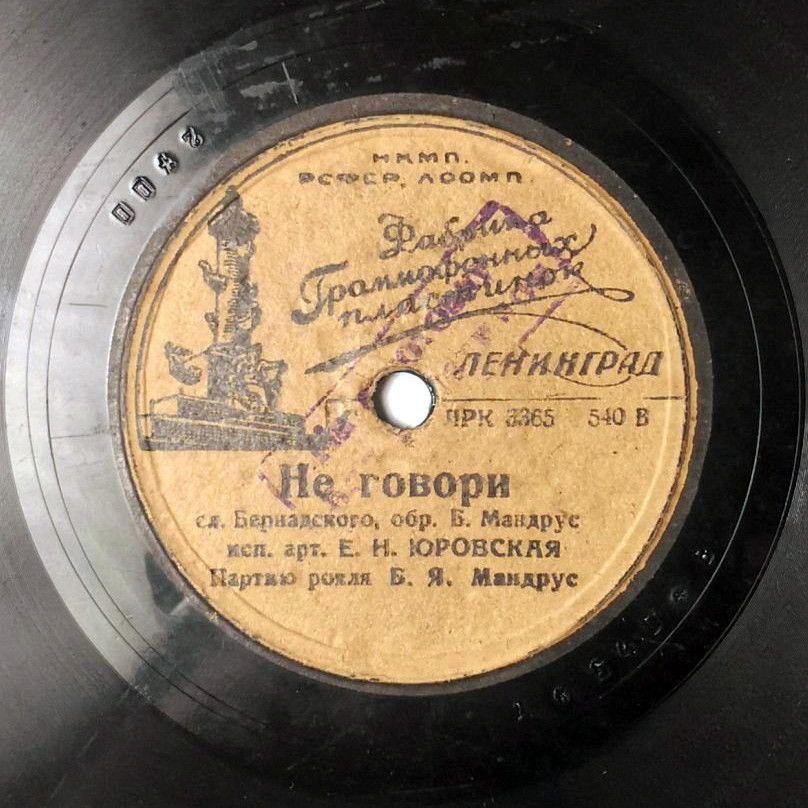 НКМП.
РСФСР, ЛООМП.
Фабрика
Граммофонных
пластинок
ЛЕНИНГРАД
ЛРК 3365 540 В
Не говори
сл. Бернадского, обр. Б. Мандрус
исп. арт. Е. Н. ЮРОВСКАЯ
Партию рояля Б. Я. Мандрус